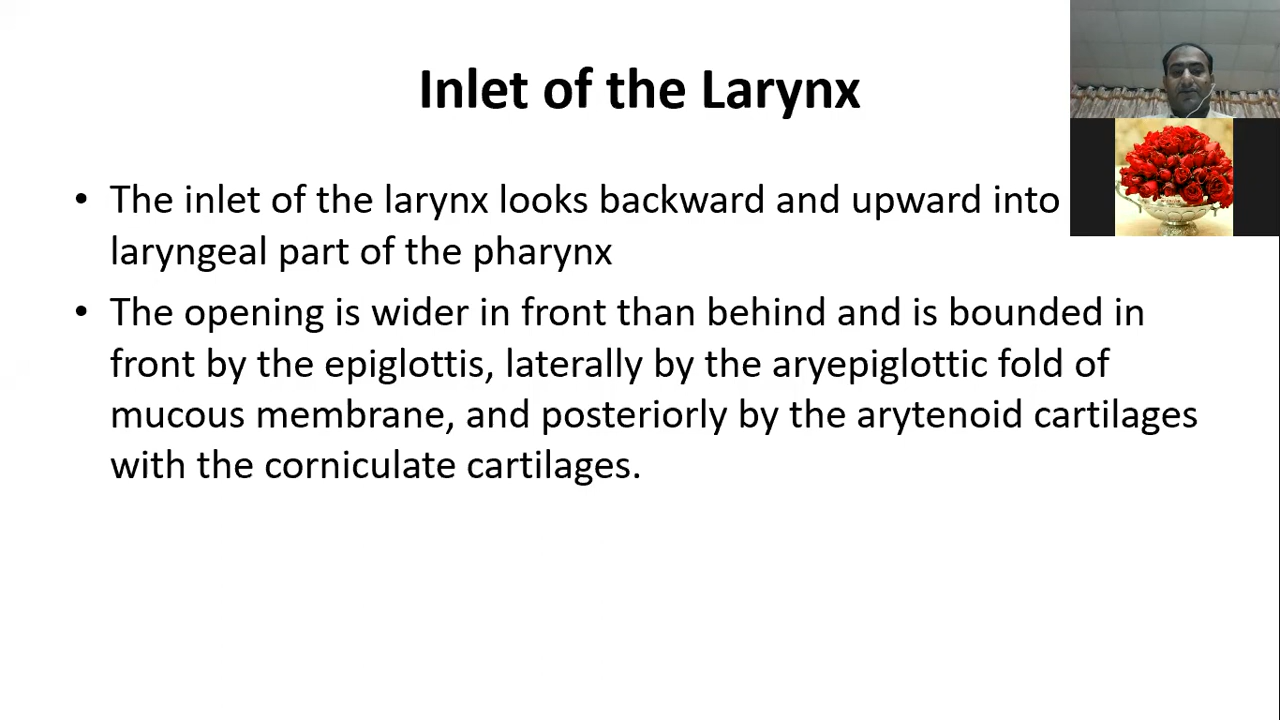 Inlet of the Larynx
• The inlet of the larynx looks backward and upward into
laryngeal part of the pharynx
• The opening is wider in front than behind and is bounded in
front by the epiglottis, laterally by the aryepiglottic fold of
mucous membrane, and posteriorly by the arytenoid cartilages
with the corniculate cartilages.